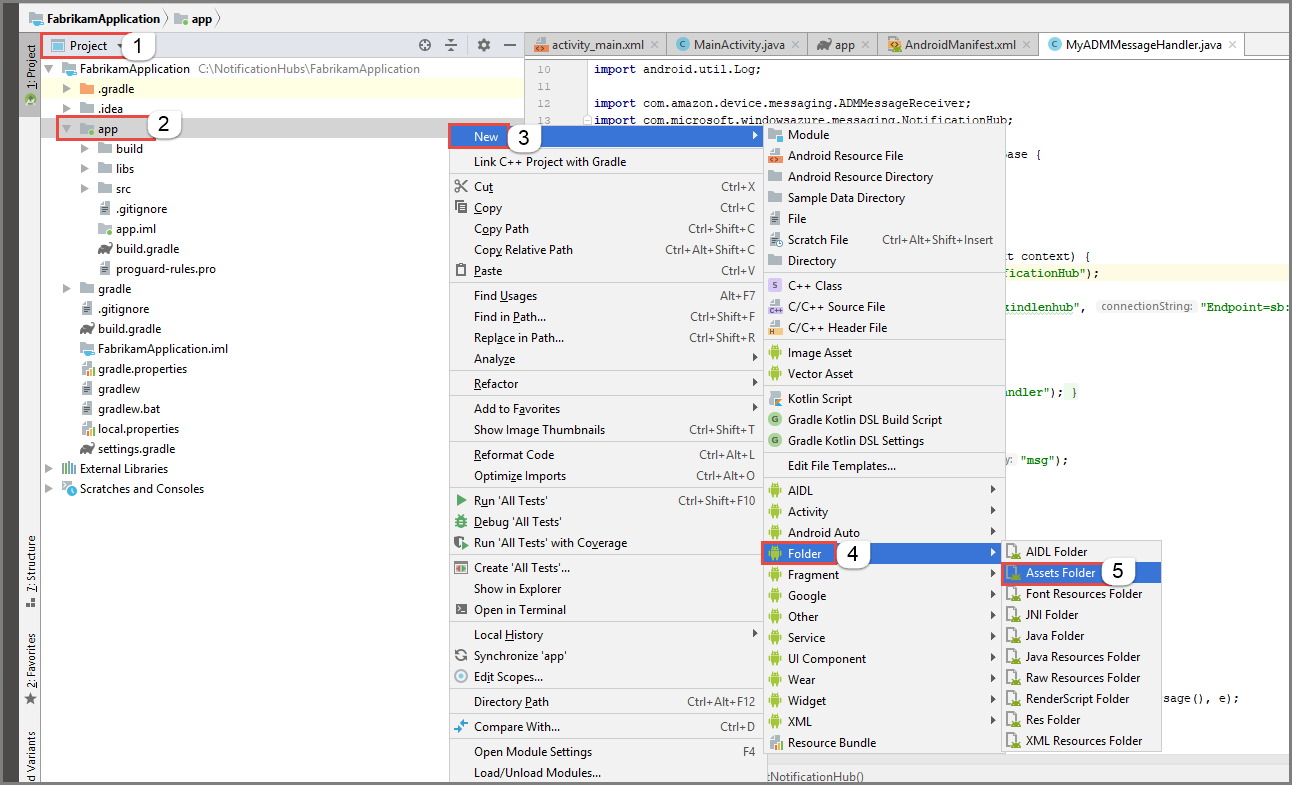 FabrikamApplication app
1: Project
Project 1
FabrikamApplication C:\NotificationHubs\FabrikamApplication
.gradle
.idea
app 2
build
libs
src
.gitignore
app.iml
build.gradle
proguard-rules.pro
gradle
.gitignore
build.gradle
FabrikamApplication.iml
gradle.properties
gradlew
gradlew.bat
local.properties
settings.gradle
External Libraries
Scratches and Consoles
7: Structure
2: Favorites
d Variants
activity_main.xml MainActivity.java app AndroidManifest.xml MyADMMessageHandler.java
10 import android.util.Log;
11
12 import com.amazon.device.messaging.ADMMessageReceiver;
13 import com.microsoft.windowsazure.messaging.NotificationHub;
ase {
t context) {
ficationHub");
kindlenhub", connectionString: "Endpoint=sb:
ndler"); }
y: "msg");
sage(), e);
tNotificationHub()
New 3
Link C++ Project with Gradle
Cut Ctrl+X
Copy Ctrl+C
Copy Path Ctrl+Shift+C
Copy Relative Path Ctrl+Alt+Shift+C
Paste Ctrl+V
Find Usages Alt+F7
Find in Path... Ctrl+Shift+F
Replace in Path... Ctrl+Shift+R
Analyze
Refactor
Add to Favorites
Show Image Thumbnails Ctrl+Shift+T
Reformat Code Ctrl+Alt+L
Optimize Imports Ctrl+Alt+O
Run 'All Tests' Ctrl+Shift+F10
Debug 'All Tests'
Run 'All Tests' with Coverage
Create 'All Tests'...
Show in Explorer
Open in Terminal
Local History
Synchronize 'app'
Edit Scopes...
Directory Path Ctrl+Alt+F12
Compare With... Ctrl+D
Open Module Settings F4
Load/Unload Modules...
Module
Android Resource File
Android Resource Directory
Sample Data Directory
File
Scratch File Ctrl+Alt+Shift+Insert
Directory
S C++ Class
C++ C/C++ Source File
H C/C++ Header File
Image Asset
Vector Asset
Kotlin Script
G Gradle Kotlin DSL Build Script
G Gradle Kotlin DSL Settings
Edit File Templates...
AIDL
Activity
Android Auto
Folder 4
Fragment
Google
Other
Service
UI Component
Wear
Widget
XML
Resource Bundle
AIDL Folder
Assets Folder 5
Font Resources Folder
JNI Folder
Java Folder
Java Resources Folder
Raw Resources Folder
RenderScript Folder
Res Folder
XML Resources Folder